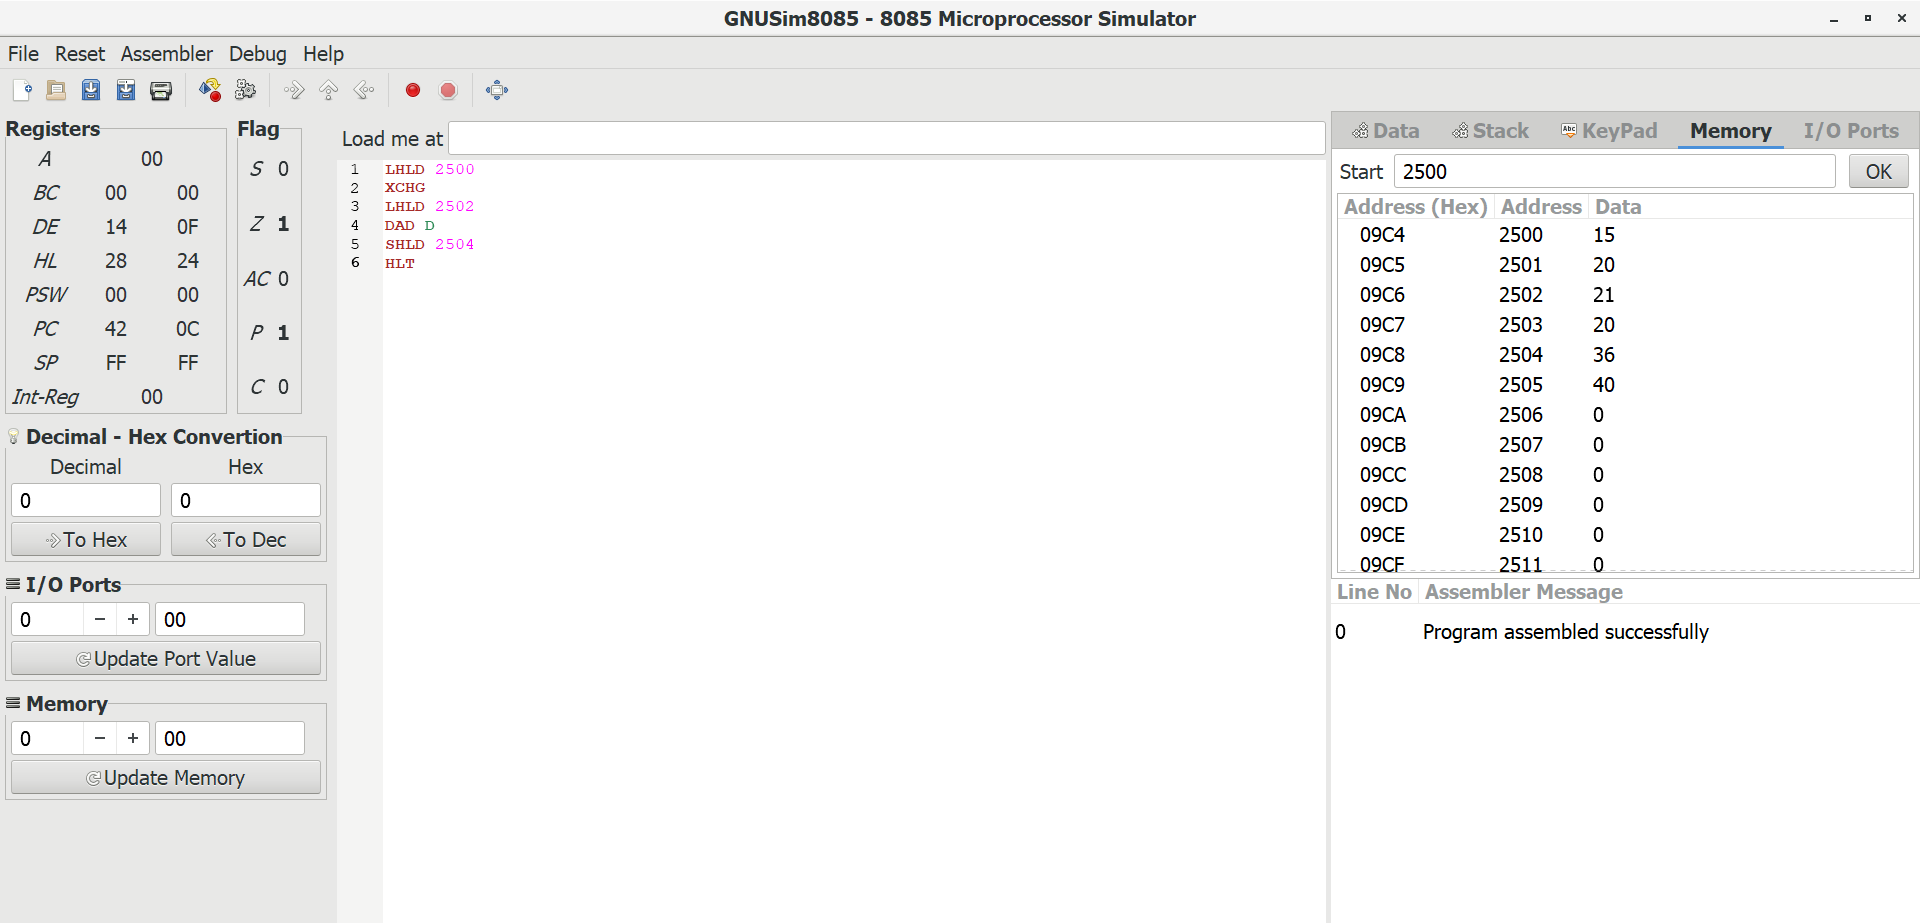 GNUSim8085 - 8085 Microprocessor Simulator
File Reset Assembler Debug Help
Registers
A 00
BC 00 00
DE 14 0F
HL 28 24
PSW 00 00
PC 42 0C
SP FF FF
Int-Reg 00
Flag
S 0
Z 1
AC 0
P 1
C 0
Decimal - Hex Convertion
Decimal Hex
0 0
To Hex To Dec
I/O Ports
0 − + 00
Update Port Value
Memory
0 − + 00
Update Memory
Load me at
1 LHLD 2500
2 XCHG
3 LHLD 2502
4 DAD D
5 SHLD 2504
6 HLT
Data Stack Abc KeyPad Memory I/O Ports
Start 2500 OK
Address (Hex) Address Data
09C4 2500 15
09C5 2501 20
09C6 2502 21
09C7 2503 20
09C8 2504 36
09C9 2505 40
09CA 2506 0
09CB 2507 0
09CC 2508 0
09CD 2509 0
09CE 2510 0
09CF 2511 0
Line No Assembler Message
0 Program assembled successfully